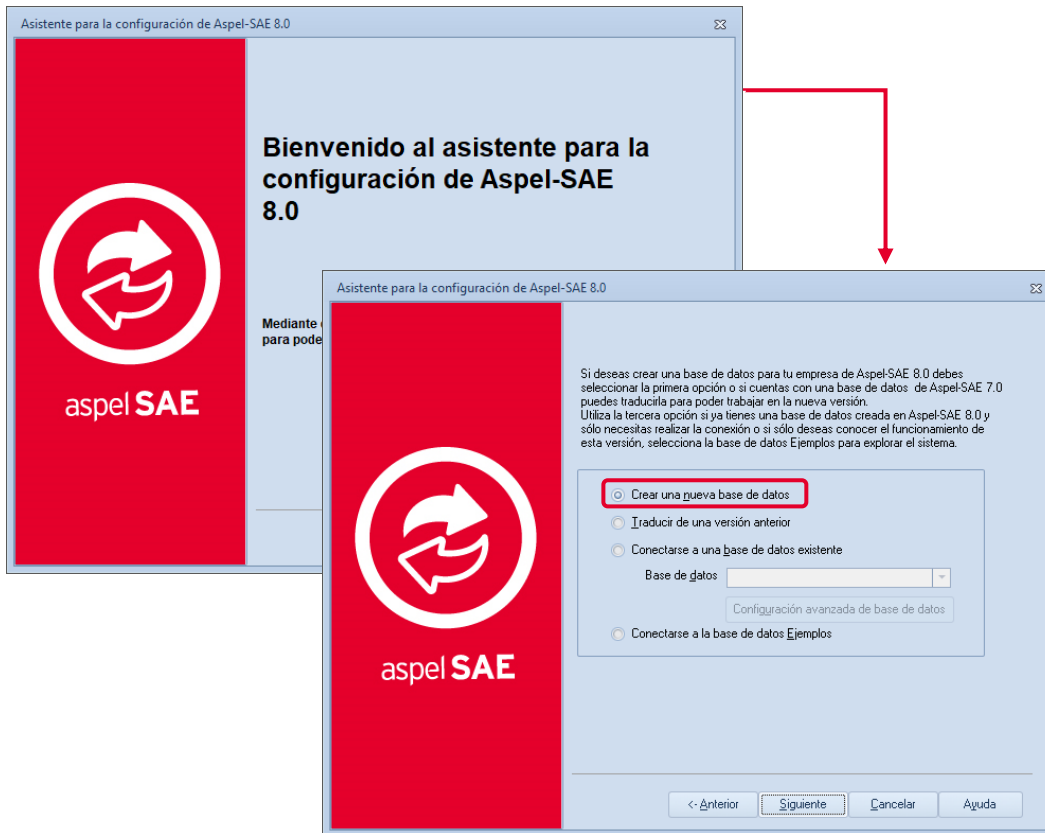 Asistente para la configuración de Aspel-SAE 8.0
Bienvenido al asistente para la
configuración de Aspel-SAE
8.0
Mediante
para pode
aspel SAE
Asistente para la configuración de Aspel-SAE 8.0
Si deseas crear una base de datos para tu empresa de Aspel-SAE 8.0 debes
seleccionar la primera opción o si cuentas con una base de datos de Aspel-SAE 7.0
puedes traducirla para poder trabajar en la nueva versión.
Utiliza la tercera opción si ya tienes una base de datos creada en Aspel-SAE 8.0 y
sólo necesitas realizar la conexión o si sólo deseas conocer el funcionamiento de
esta versión, selecciona la base de datos Ejemplos para explorar el sistema.
Crear una nueva base de datos
Traducir de una versión anterior
Conectarse a una base de datos existente
Base de datos
Configuración avanzada de base de datos
Conectarse a la base de datos Ejemplos
aspel SAE
<- Anterior
Siguiente
Cancelar
Ayuda